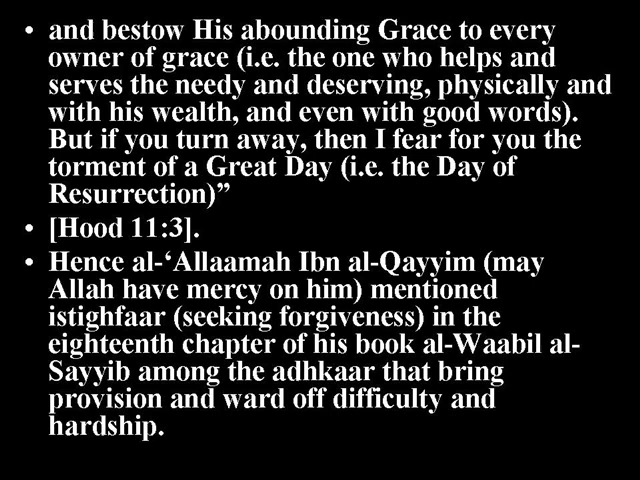 • and bestow His abounding Grace to every
owner of grace (i.e. the one who helps and
serves the needy and deserving, physically and
with his wealth, and even with good words).
But if you turn away, then I fear for you the
torment of a Great Day (i.e. the Day of
Resurrection)”
• [Hood 11:3].
• Hence al-‘Allaamah Ibn al-Qayyim (may
Allah have mercy on him) mentioned
istighfaar (seeking forgiveness) in the
eighteenth chapter of his book al-Waabil al-
Sayyib among the adhkaar that bring
provision and ward off difficulty and
hardship.